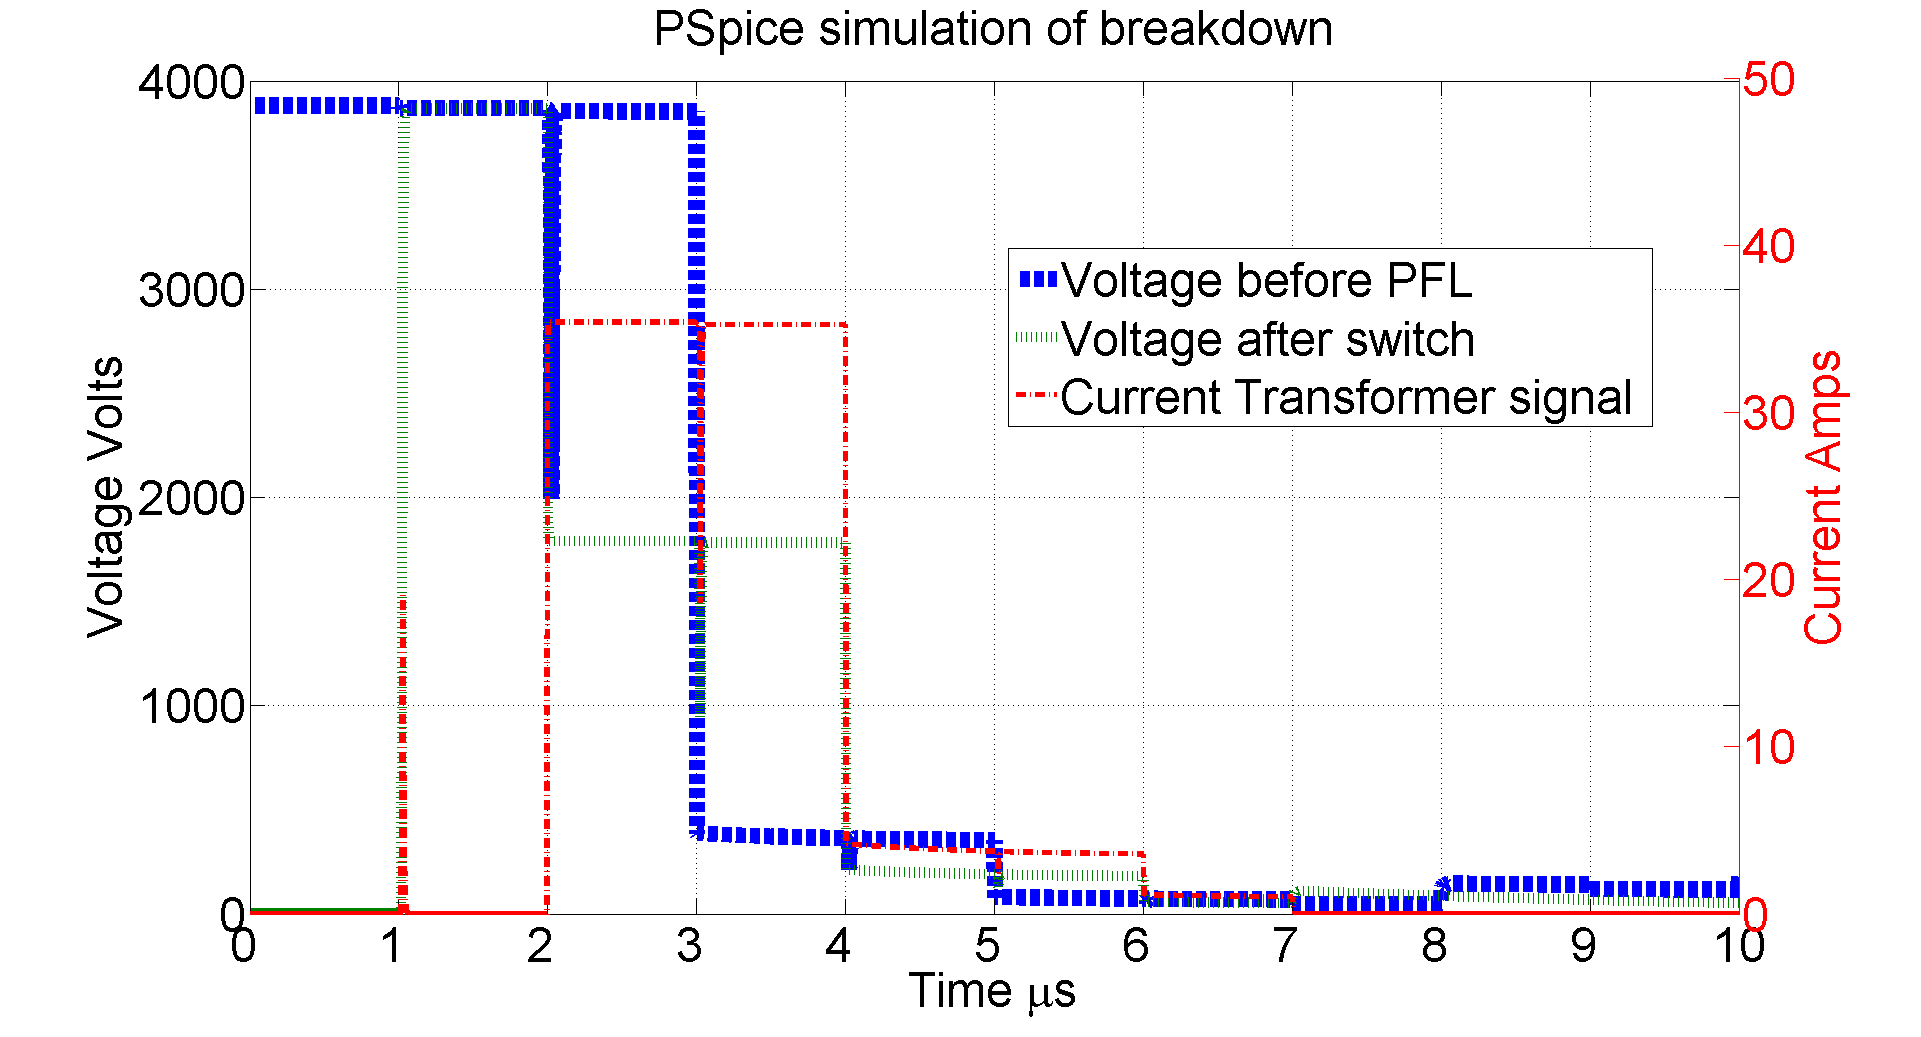 PSpice simulation of breakdown
4000
3000
2000
1000
0
Voltage Volts
50
40
30
20
10
0
Current Amps
Voltage before PFL
Voltage after switch
Current Transformer signal
0 1 2 3 4 5 6 7 8 9 10
Time μs